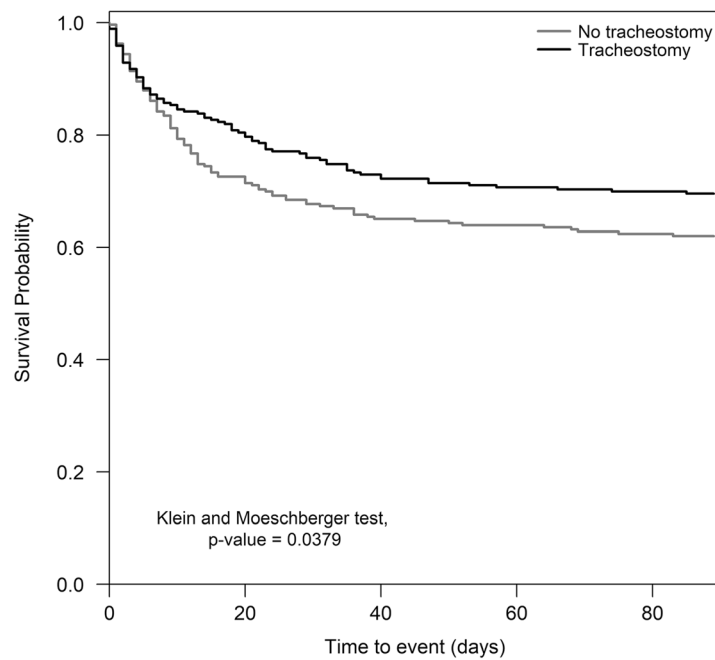 No tracheostomy
Tracheostomy
1.0
0.8
0.6
0.4
0.2
0.0
Survival Probability
Klein and Moeschberger test,
p-value = 0.0379
0 20 40 60 80
Time to event (days)